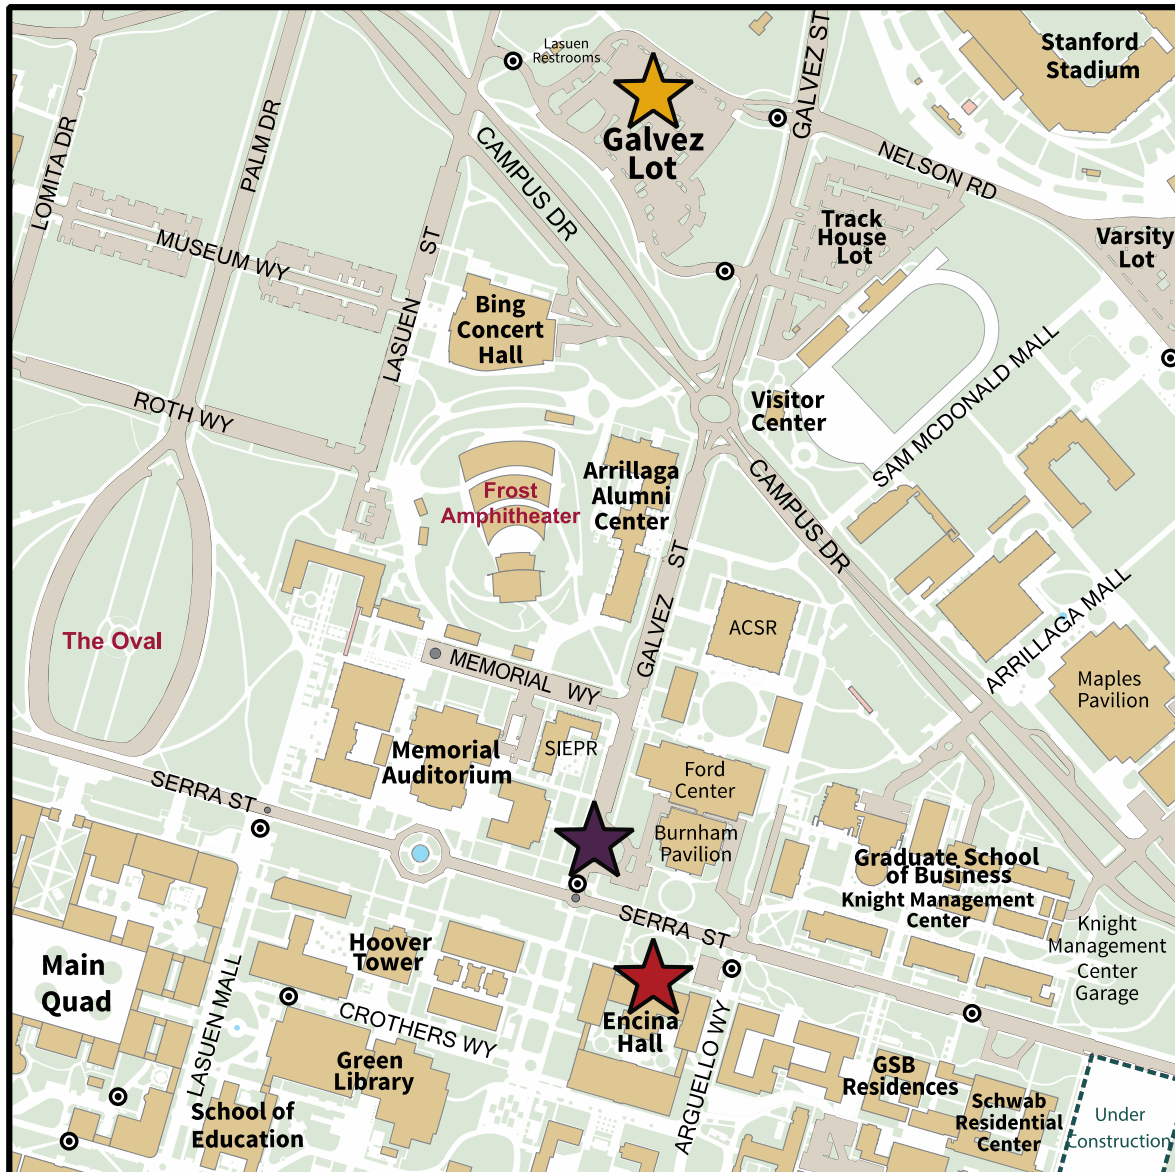 Lasuen
Restrooms
Stanford
Stadium
GALVEZ ST
Galvez
Lot
LOMITA DR
PALM DR
CAMPUS DR
NELSON RD
Track
House
Lot
Varsity
Lot
MUSEUM WY
LASUEN ST
Bing
Concert
Hall
SAM MCDONALD MALL
ROTH WY
Visitor
Center
Arrillaga
Alumni
Center
Frost
Amphitheater
CAMPUS DR
GALVEZ ST
ARRILLAGA MALL
The Oval
ACSR
MEMORIAL WY
Maples
Pavilion
Memorial
Auditorium
SIEPR
Ford
Center
SERRA ST
Burnham
Pavilion
Graduate School
of Business
Knight Management
Center
SERRA ST
Knight
Management
Center
Garage
Hoover
Tower
Main
Quad
LASUEN MALL
CROTHERS WY
Encina
Hall
ARGUELLO WY
Green
Library
GSB
Residences
School of
Education
Schwab
Residential
Center
Under
Construction